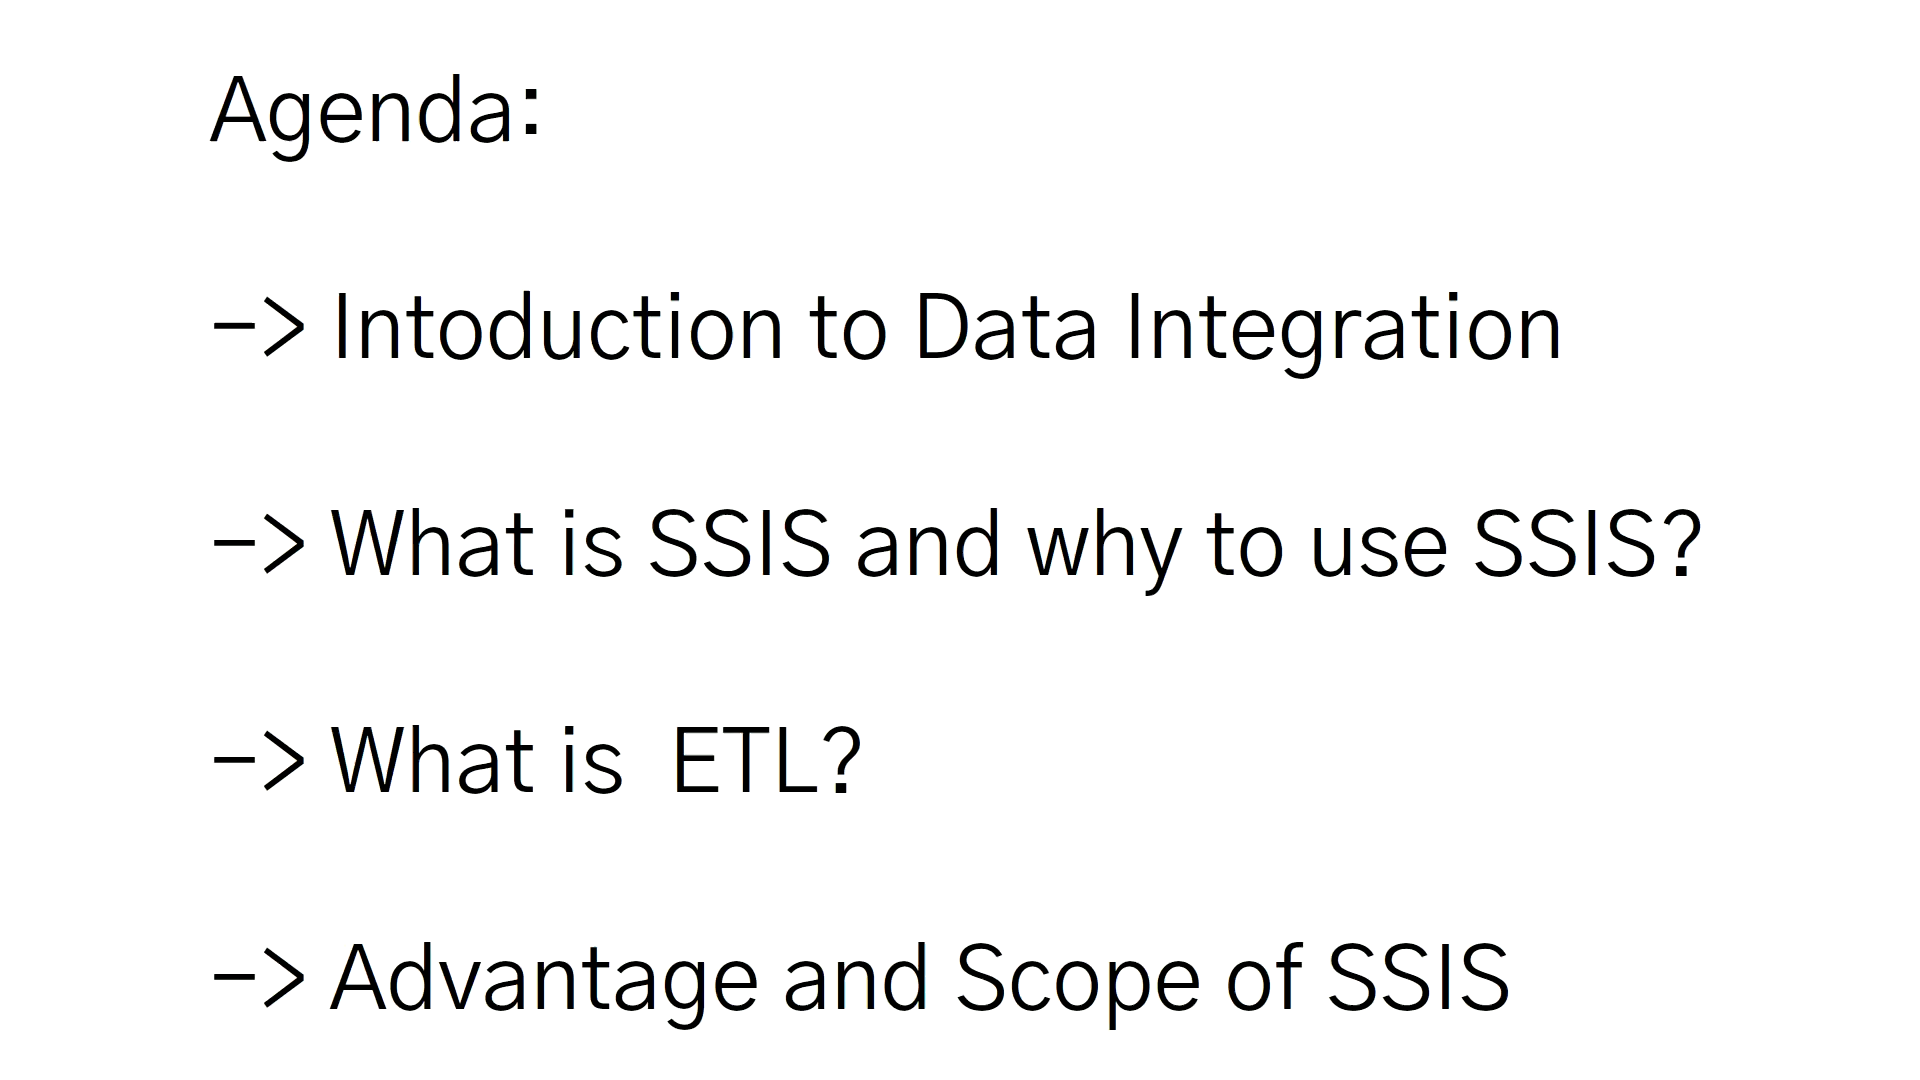 Agenda:
-> Intoduction to Data Integration
-> What is SSIS and why to use SSIS?
-> What is  ETL?
-> Advantage and Scope of SSIS